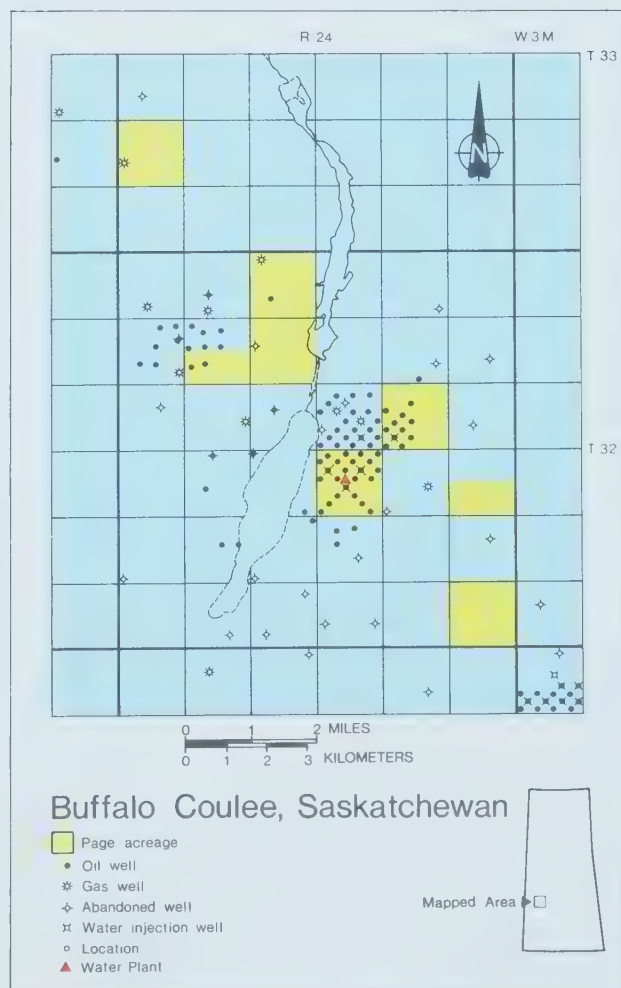 R 24 W 3 M
T 33
N
T 32
0 1 2 MILES
0 1 2 3 KILOMETERS
Buffalo Coulee, Saskatchewan
Page acreage
Oil well
Gas well
Abandoned well
Mapped Area
Water injection well
Location
Water Plant